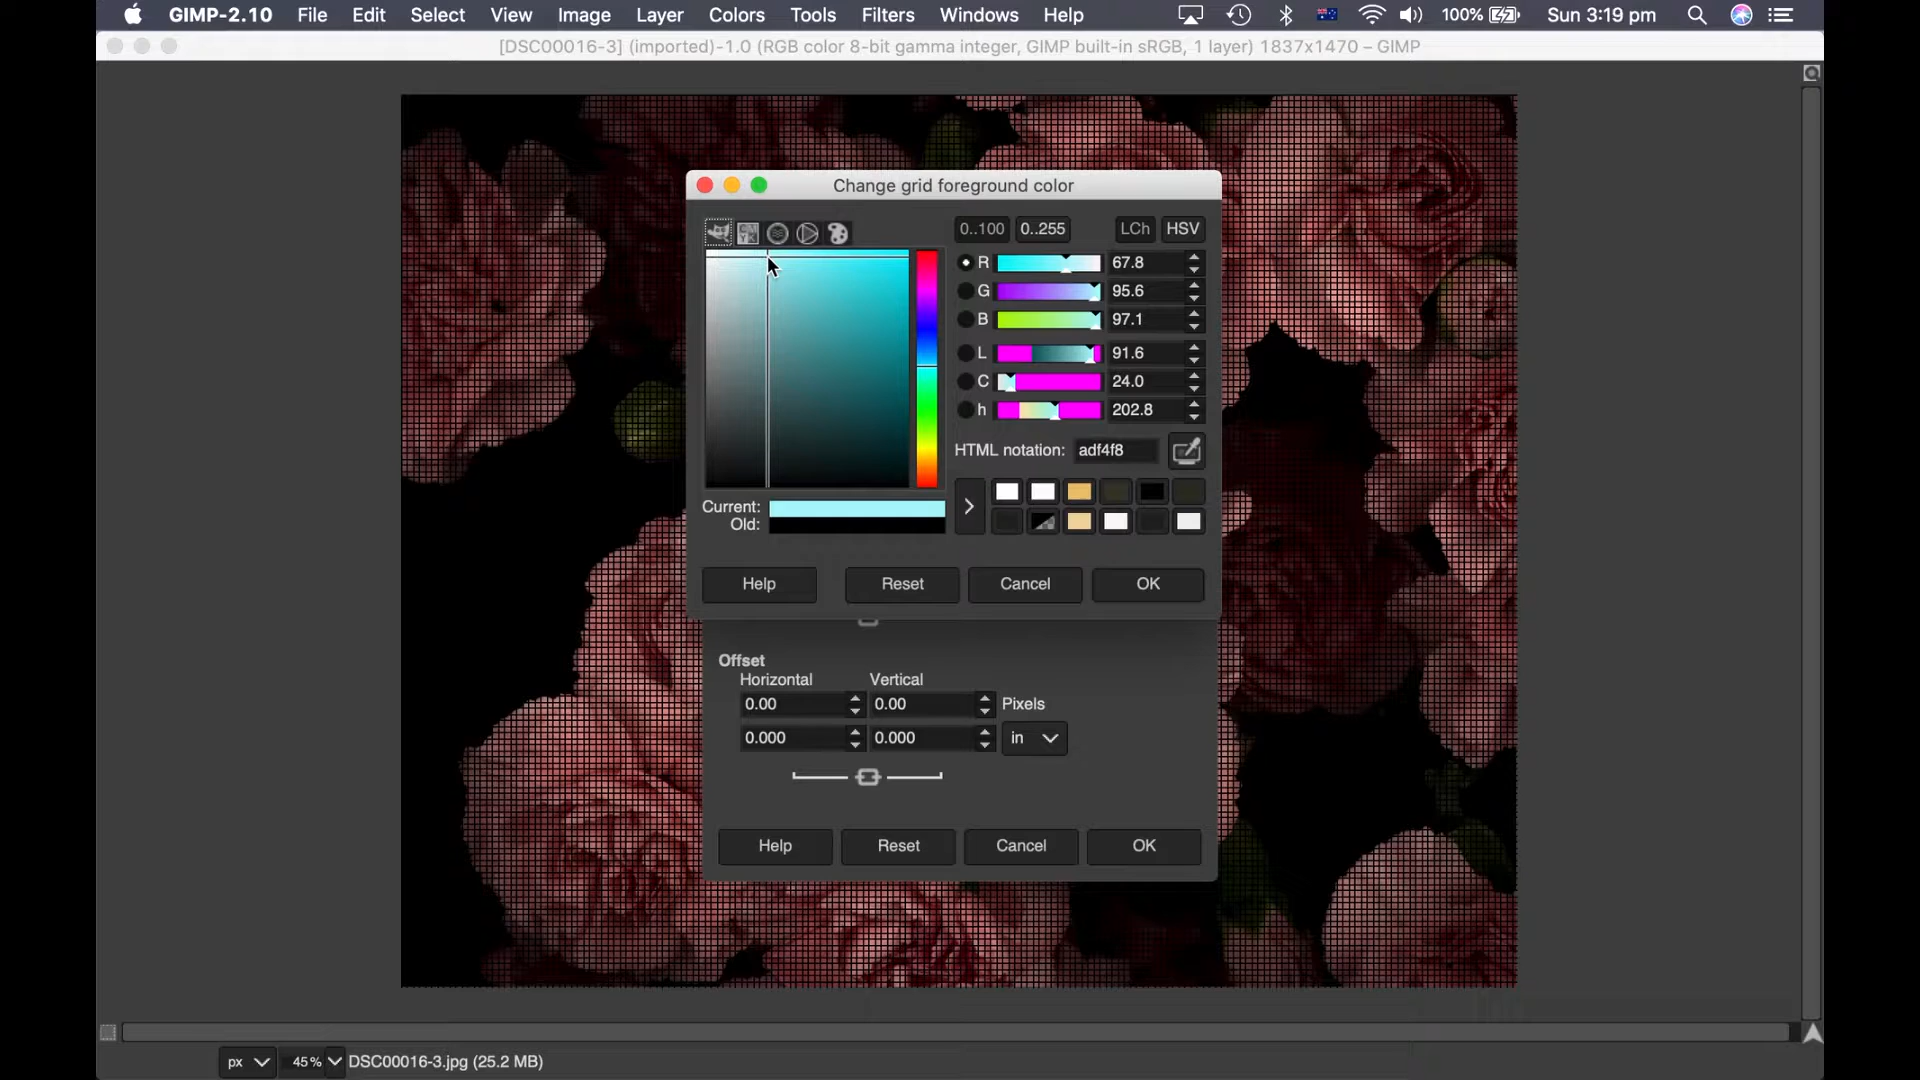 GIMP-2.10 File Edit Select View Image Layer Colors Tools Filters Windows Help 100% Sun 3:19 pm
[DSC00016-3] (imported)-1.0 (RGB color 8-bit gamma integer, GIMP built-in sRGB, 1 layer) 1837x1470 – GIMP
Change grid foreground color
0..100 0..255 LCh HSV
R 67.8
G 95.6
B 97.1
L 91.6
C 24.0
h 202.8
HTML notation: adf4f8
Current:
Old:
Help Reset Cancel OK
Offset
Horizontal Vertical
0.00 0.00 Pixels
0.000 0.000 in
Help Reset Cancel OK
px 45% DSC00016-3.jpg (25.2 MB)